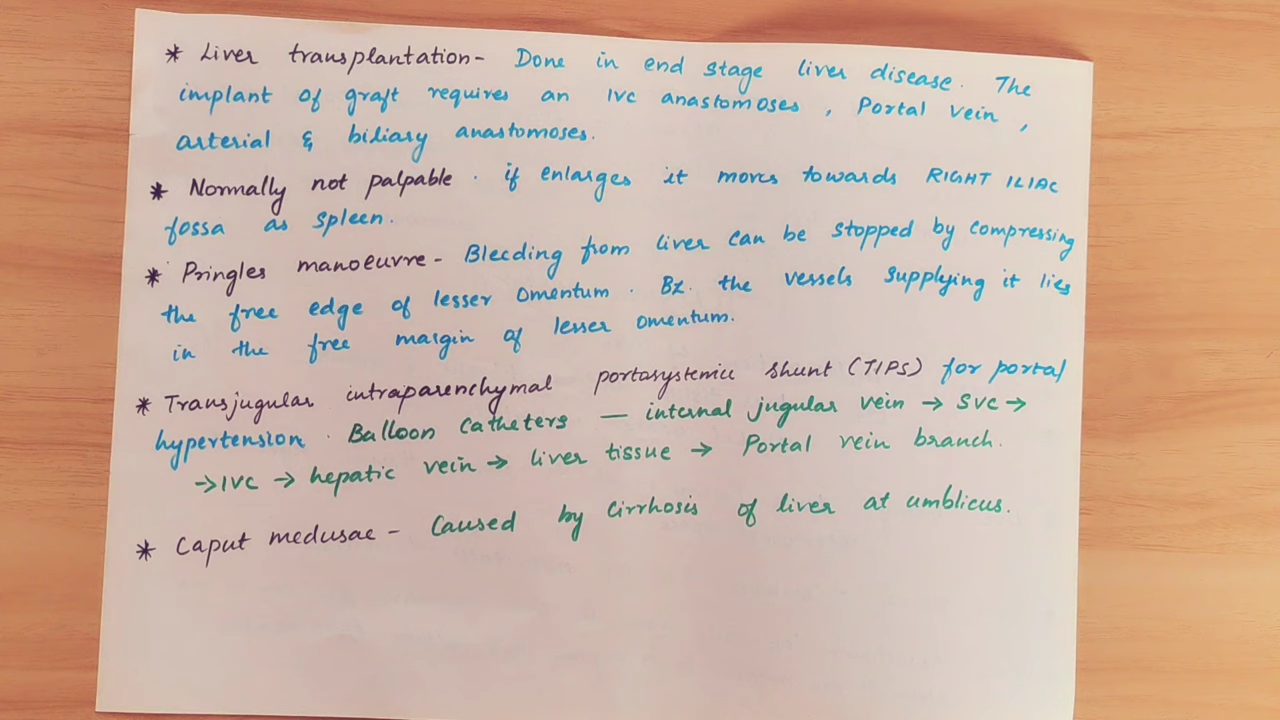 * Liver transplantation- Done in end stage liver disease. The
implant of graft requires an IVC anastomoses, Portal vein,
arterial & biliary anastomoses.
* Normally not palpable. if enlarges it moves towards RIGHT ILIAC
fossa as spleen.
* Pringles manoeuvre- Bleeding from liver can be stopped by compressing
the free edge of lesser omentum. Bz. the vessels supplying it lies
in the free margin of lesser omentum.
* Transjugular intraparenchymal portasystemic shunt (TIPS) for portal
hypertension. Balloon catheters — internal jugular vein → SVC →
→ IVC → hepatic vein → liver tissue → Portal vein branch.
* Caput medusae - Caused by Cirrhosis of liver at umblicus.